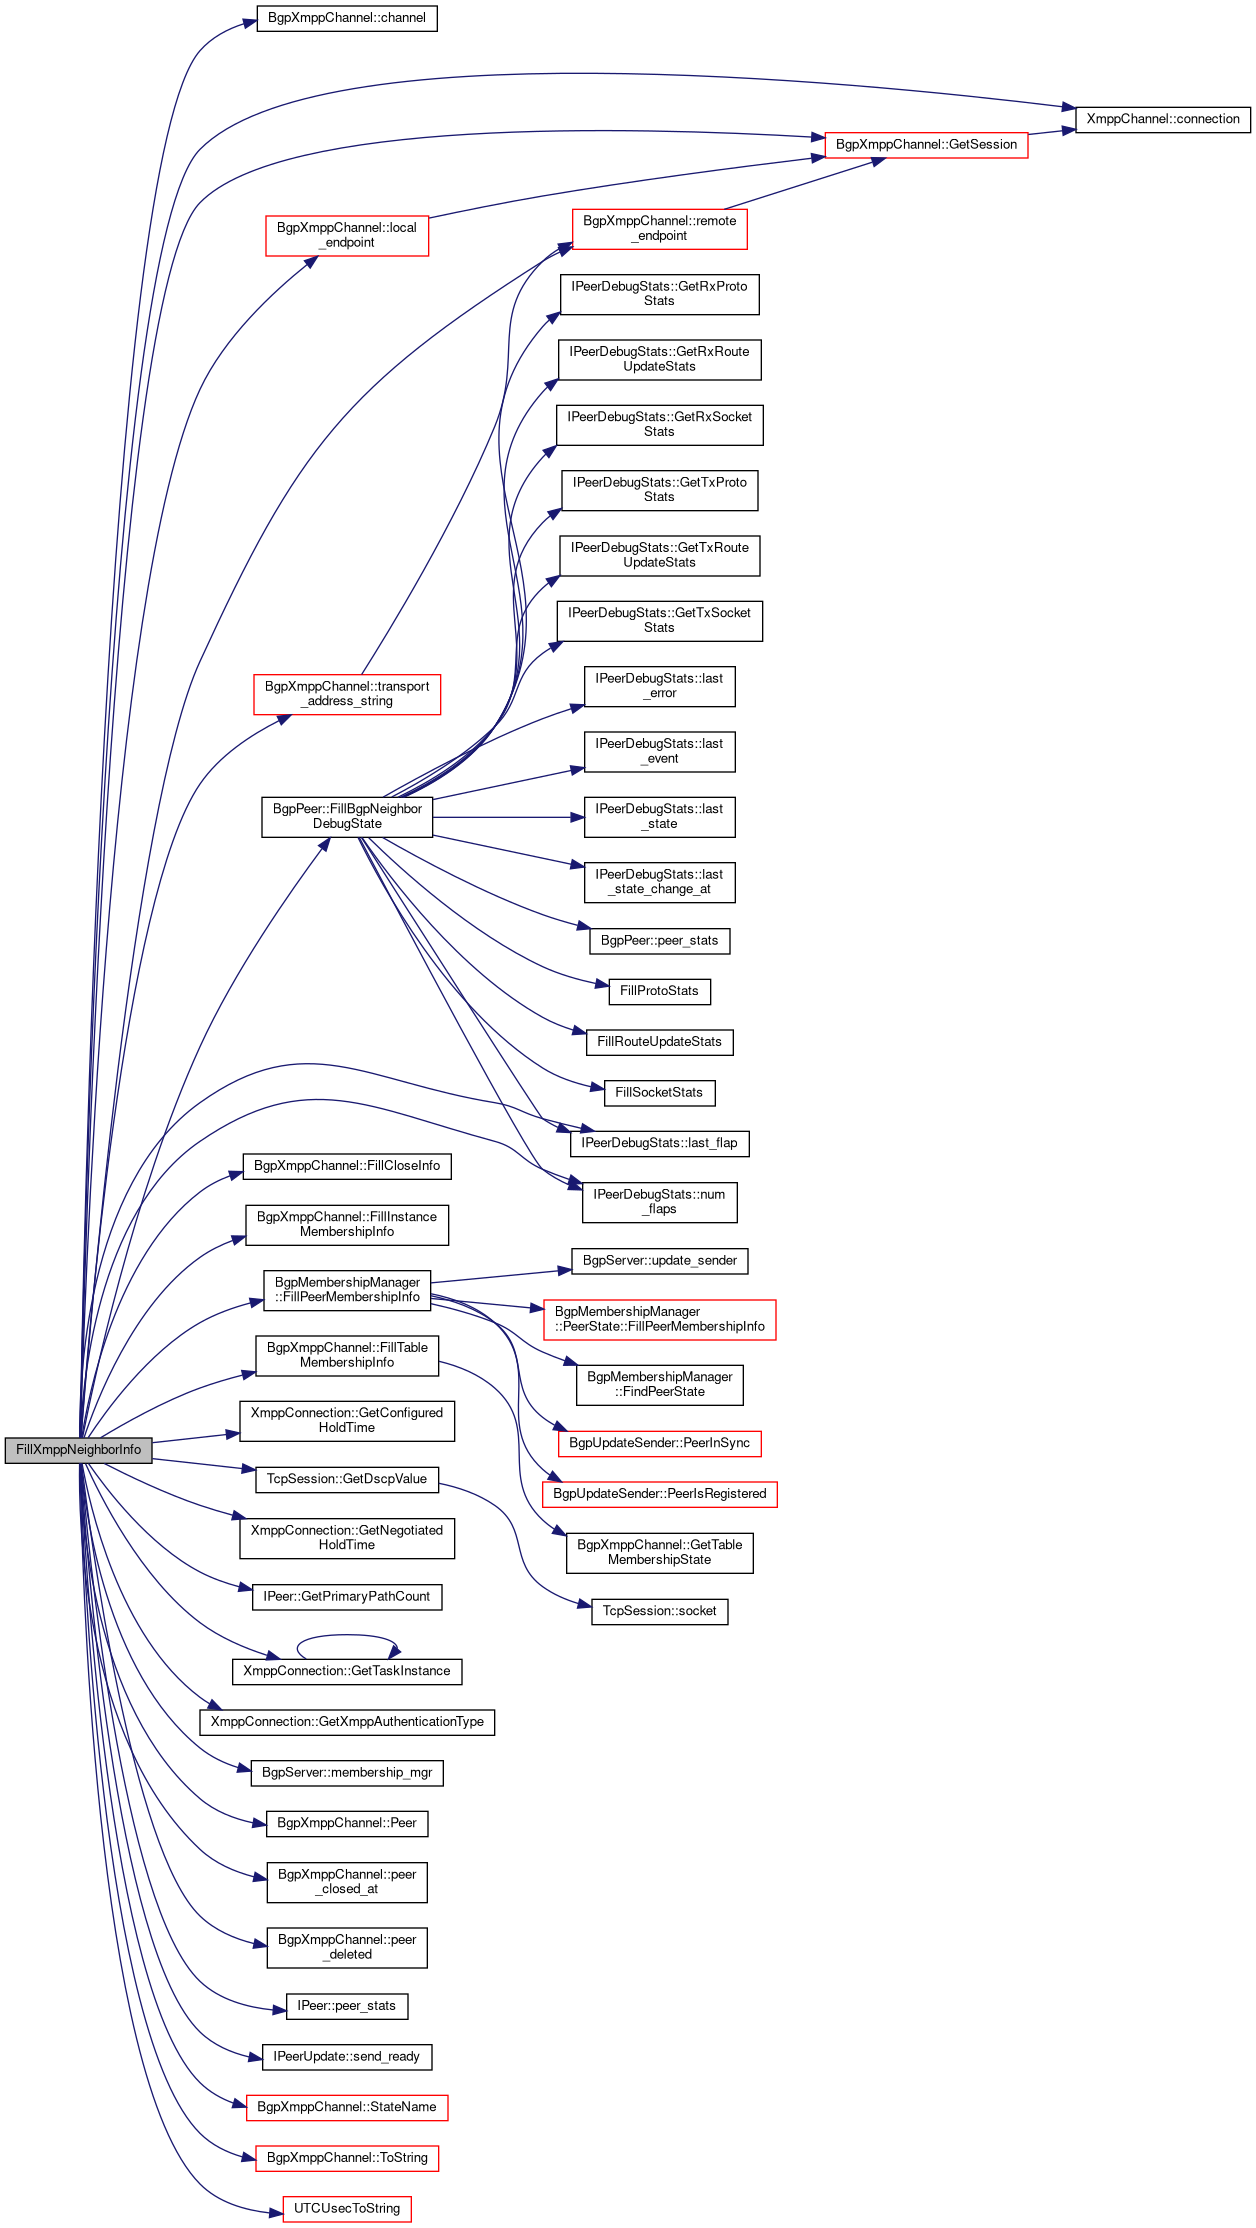 BgpXmppChannel::channel
XmppChannel::connection
BgpXmppChannel::GetSession
BgpXmppChannel::local
_endpoint
BgpXmppChannel::remote
_endpoint
IPeerDebugStats::GetRxProto
Stats
IPeerDebugStats::GetRxRoute
UpdateStats
IPeerDebugStats::GetRxSocket
Stats
IPeerDebugStats::GetTxProto
Stats
IPeerDebugStats::GetTxRoute
UpdateStats
IPeerDebugStats::GetTxSocket
Stats
BgpXmppChannel::transport
_address_string
IPeerDebugStats::last
_error
IPeerDebugStats::last
_event
BgpPeer::FillBgpNeighbor
DebugState
IPeerDebugStats::last
_state
IPeerDebugStats::last
_state_change_at
BgpPeer::peer_stats
FillProtoStats
FillRouteUpdateStats
FillSocketStats
IPeerDebugStats::last_flap
BgpXmppChannel::FillCloseInfo
IPeerDebugStats::num
_flaps
BgpXmppChannel::FillInstance
MembershipInfo
BgpServer::update_sender
BgpMembershipManager
::FillPeerMembershipInfo
BgpMembershipManager
::PeerState::FillPeerMembershipInfo
BgpXmppChannel::FillTable
MembershipInfo
BgpMembershipManager
::FindPeerState
XmppConnection::GetConfigured
HoldTime
BgpUpdateSender::PeerInSync
FillXmppNeighborInfo
TcpSession::GetDscpValue
BgpUpdateSender::PeerIsRegistered
XmppConnection::GetNegotiated
HoldTime
BgpXmppChannel::GetTable
MembershipState
IPeer::GetPrimaryPathCount
TcpSession::socket
XmppConnection::GetTaskInstance
XmppConnection::GetXmppAuthenticationType
BgpServer::membership_mgr
BgpXmppChannel::Peer
BgpXmppChannel::peer
_closed_at
BgpXmppChannel::peer
_deleted
IPeer::peer_stats
IPeerUpdate::send_ready
BgpXmppChannel::StateName
BgpXmppChannel::ToString
UTCUsecToString